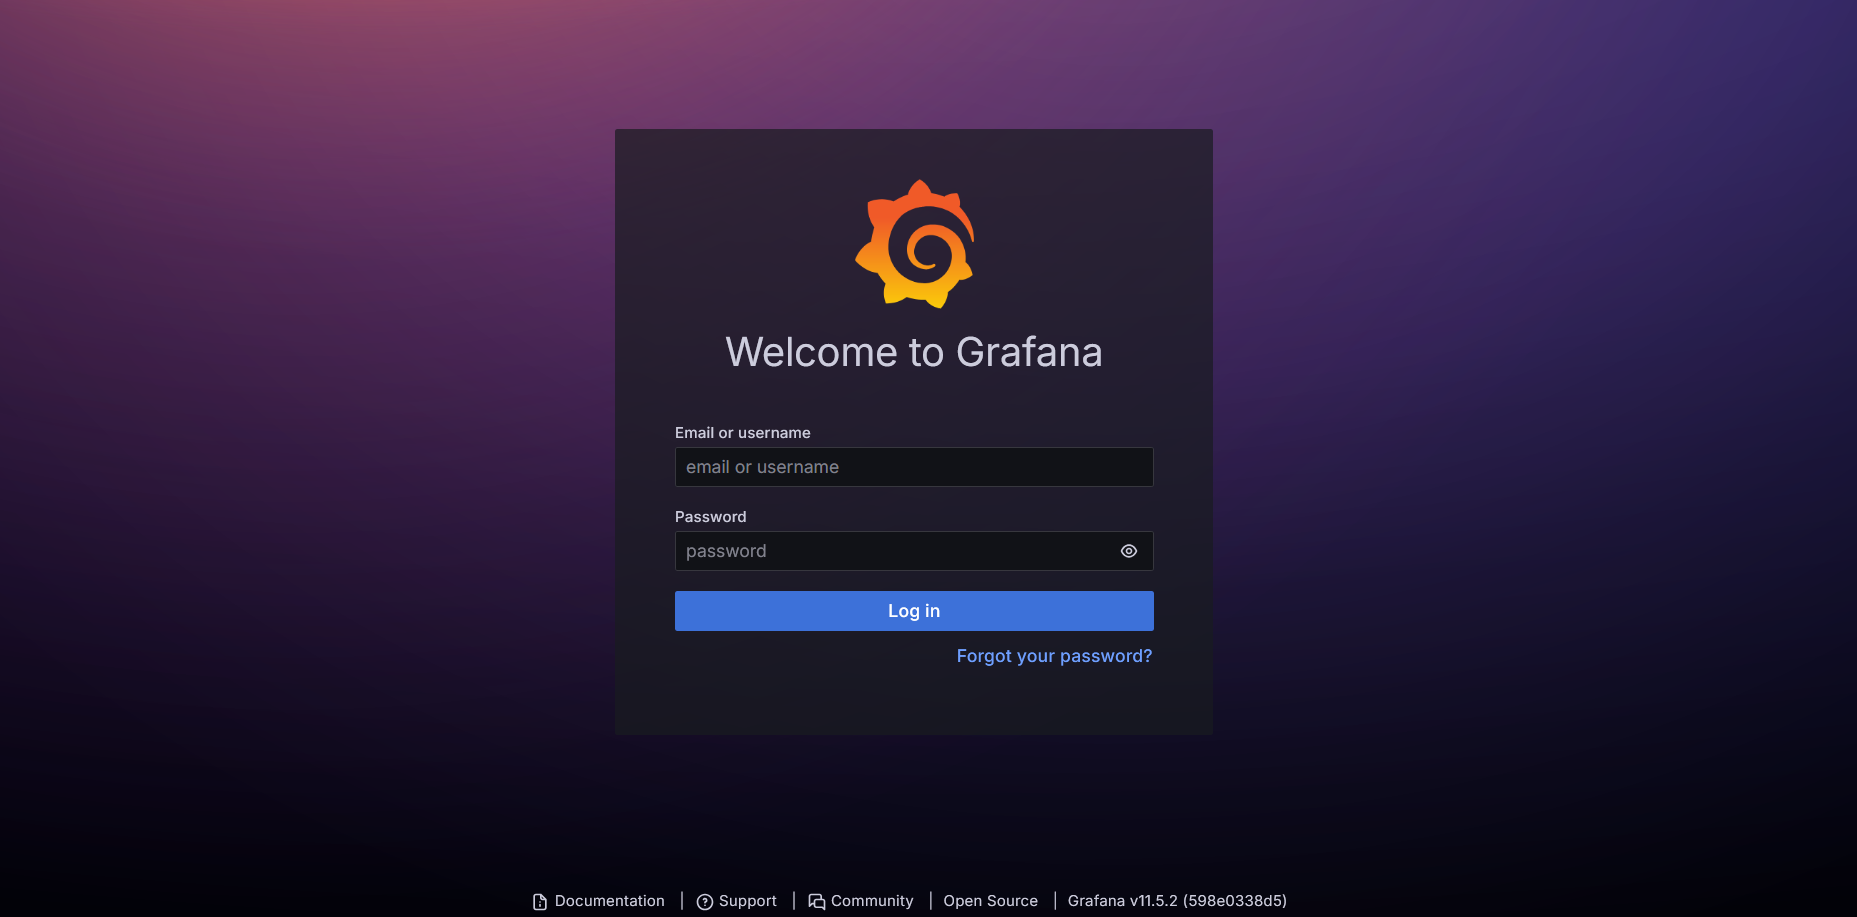 Welcome to Grafana
Email or username
email or username
Password
password
Log in
Forgot your password?
Documentation | Support | Community | Open Source | Grafana v11.5.2 (598e0338d5)